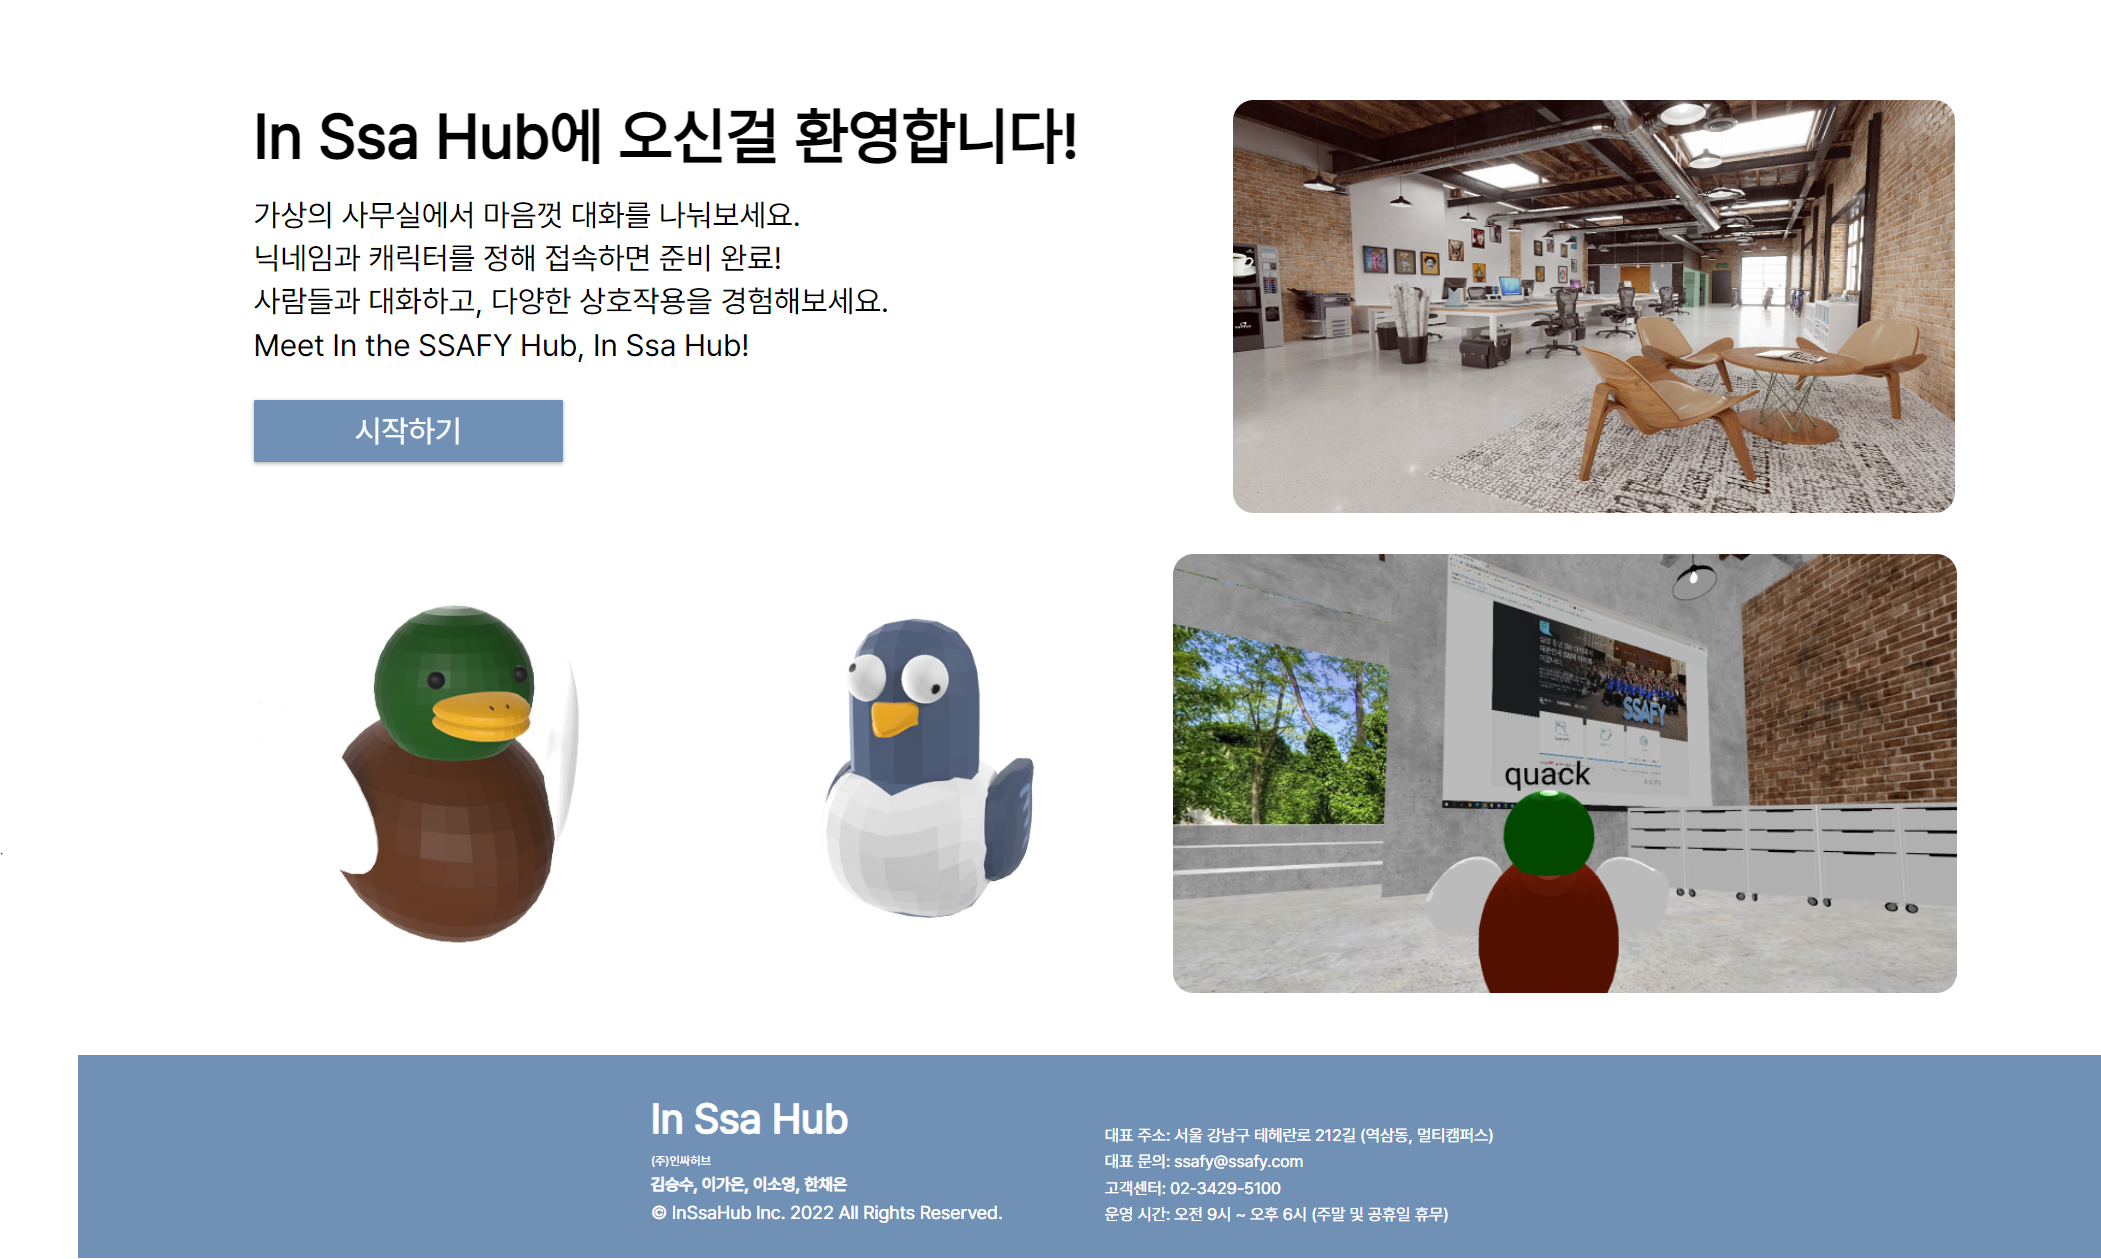 In Ssa Hub에 오신걸 환영합니다!
가상의 사무실에서 마음껏 대화를 나눠보세요.
닉네임과 캐릭터를 정해 접속하면 준비 완료!
사람들과 대화하고, 다양한 상호작용을 경험해보세요.
Meet In the SSAFY Hub, In Ssa Hub!
시작하기
SSAFY
quack
In Ssa Hub
(주)인싸허브
김승수, 이가온, 이소영, 한채은
© InSsaHub Inc. 2022 All Rights Reserved.
대표 주소: 서울 강남구 테헤란로 212길 (역삼동, 멀티캠퍼스)
대표 문의: ssafy@ssafy.com
고객센터: 02-3429-5100
운영 시간: 오전 9시 ~ 오후 6시 (주말 및 공휴일 휴무)